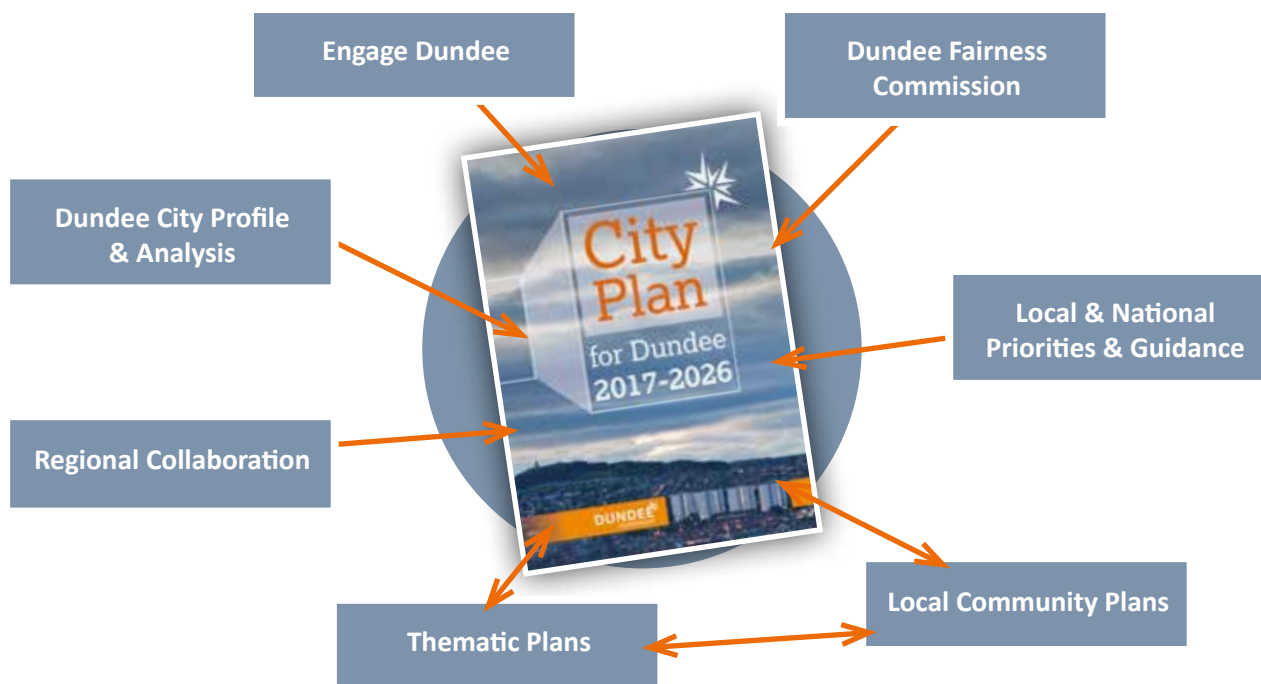 Engage Dundee
Dundee Fairness
Commission
Dundee City Profile
& Analysis
City
Plan
for Dundee
2017-2026
Local & National
Priorities & Guidance
Regional Collaboration
DUNDEE
Local Community Plans
Thematic Plans